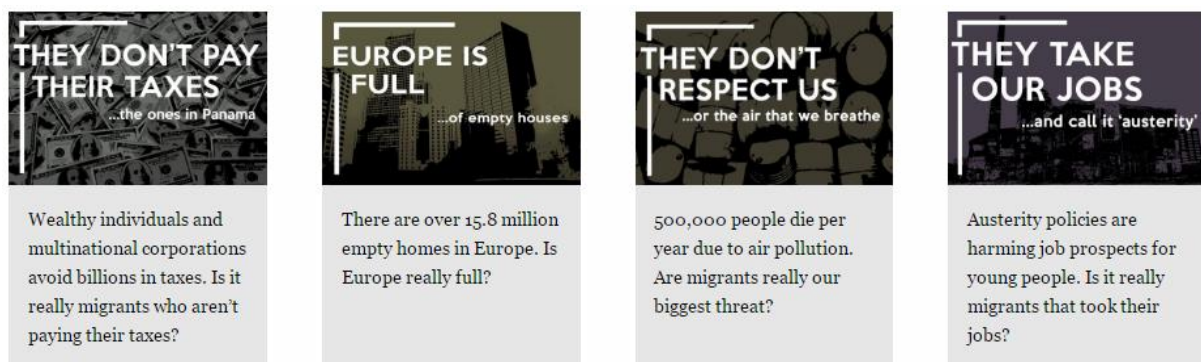 THEY DON'T PAY
THEIR TAXES
...the ones in Panama
Wealthy individuals and
multinational corporations
avoid billions in taxes. Is it
really migrants who aren't
paying their taxes?
EUROPE IS
FULL
...of empty houses
There are over 15.8 million
empty homes in Europe. Is
Europe really full?
THEY DON'T
RESPECT US
...or the air that we breathe
500,000 people die per
year due to air pollution.
Are migrants really our
biggest threat?
THEY TAKE
OUR JOBS
...and call it 'austerity'
Austerity policies are
harming job prospects for
young people. Is it really
migrants that took their
jobs?